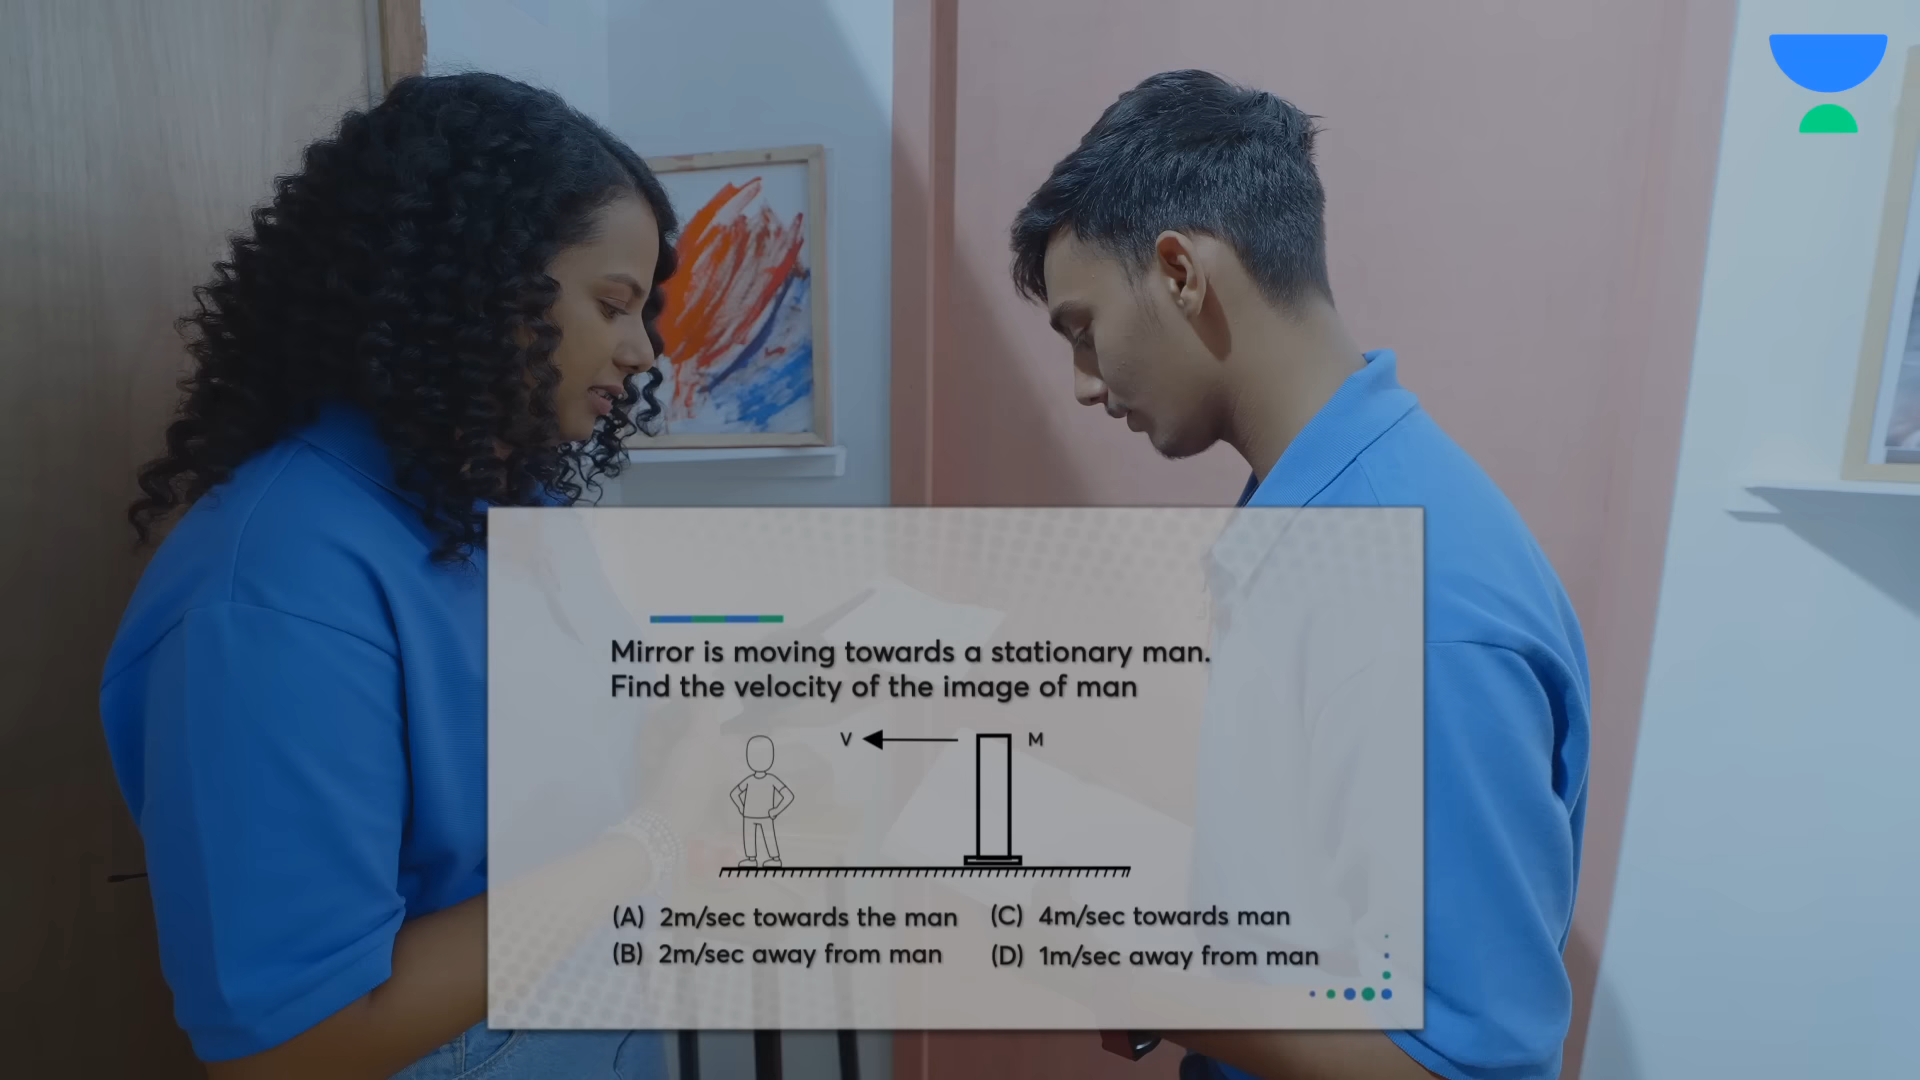 Mirror is moving towards a stationary man.
Find the velocity of the image of man
V M
(A) 2m/sec towards the man (C) 4m/sec towards man
(B) 2m/sec away from man (D) 1m/sec away from man